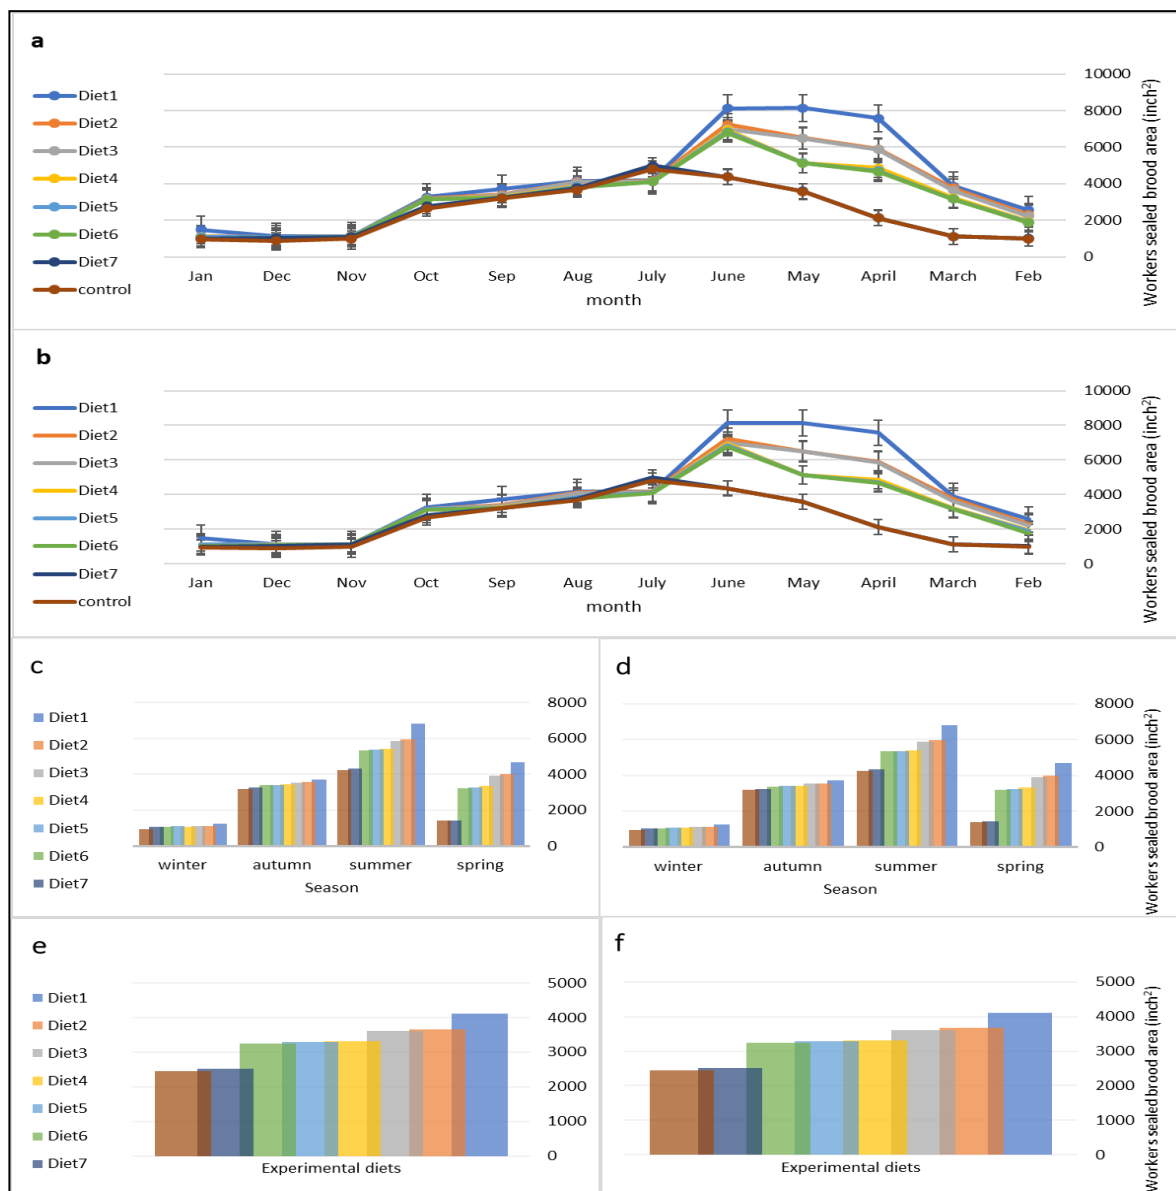 a
Diet1
Diet2
Diet3
Diet4
Diet5
Diet6
Diet7
control
10000
8000
6000
4000
2000
0
Workers sealed brood area (inch²)
Jan Dec Nov Oct Sep Aug July June May April March Feb
month
b
Diet1
Diet2
Diet3
Diet4
Diet5
Diet6
Diet7
control
10000
8000
6000
4000
2000
0
Workers sealed brood area (inch²)
Jan Dec Nov Oct Sep Aug July June May April March Feb
month
c
Diet1
Diet2
Diet3
Diet4
Diet5
Diet6
Diet7
8000
6000
4000
2000
0
winter autumn summer spring
Season
d
8000
6000
4000
2000
0
Workers sealed brood area (inch²)
winter autumn summer spring
Season
e
Diet1
Diet2
Diet3
Diet4
Diet5
Diet6
Diet7
5000
4000
3000
2000
1000
0
Experimental diets
f
5000
4000
3000
2000
1000
0
Workers sealed brood area (inch²)
Experimental diets